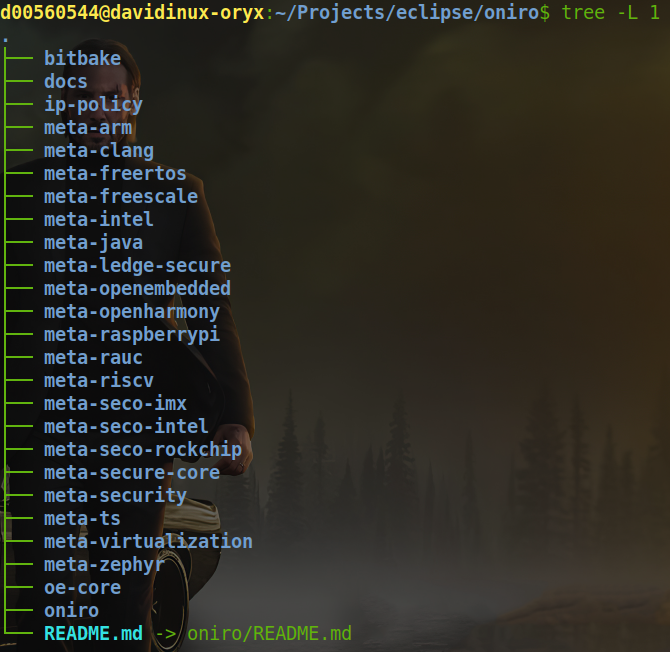 d00560544@davidinux-oryx:~/Projects/eclipse/oniro$ tree -L 1
.
├── bitbake
├── docs
├── ip-policy
├── meta-arm
├── meta-clang
├── meta-freertos
├── meta-freescale
├── meta-intel
├── meta-java
├── meta-ledge-secure
├── meta-openembedded
├── meta-openharmony
├── meta-raspberrypi
├── meta-rauc
├── meta-riscv
├── meta-seco-imx
├── meta-seco-intel
├── meta-seco-rockchip
├── meta-secure-core
├── meta-security
├── meta-ts
├── meta-virtualization
├── meta-zephyr
├── oe-core
├── oniro
└── README.md -> oniro/README.md